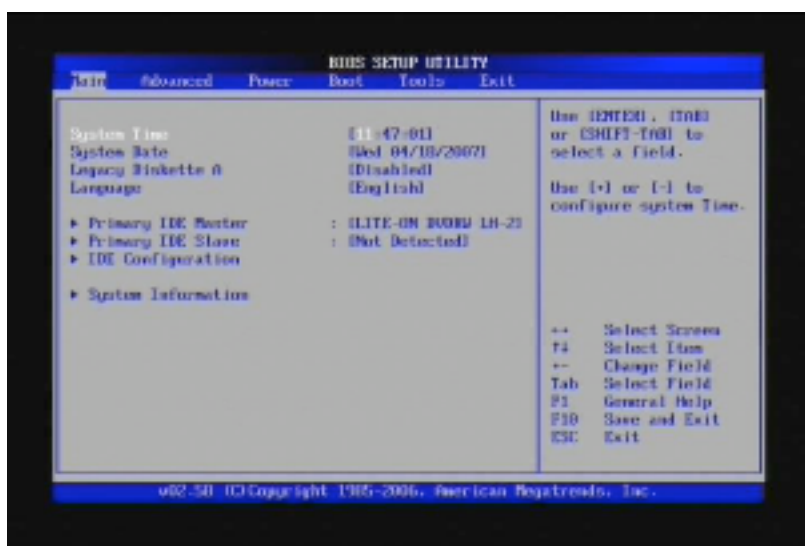 BIOS SETUP UTILITY
Main Advanced Power Boot Tools Exit
System Time [11:47:01]
System Date [Wed 04/18/2007]
Legacy Diskette A [Disabled]
Language [English]
Primary IDE Master : [LITE-ON DVDRW LH-2]
Primary IDE Slave : [Not Detected]
IDE Configuration
System Information
Use [ENTER], [TAB]
or [SHIFT-TAB] to
select a field.
Use [+] or [-] to
configure system Time.
←→ Select Screen
↑↓ Select Item
+- Change Field
Tab Select Field
F1 General Help
F10 Save and Exit
ESC Exit
v02.58 (C)Copyright 1985-2006, American Megatrends, Inc.